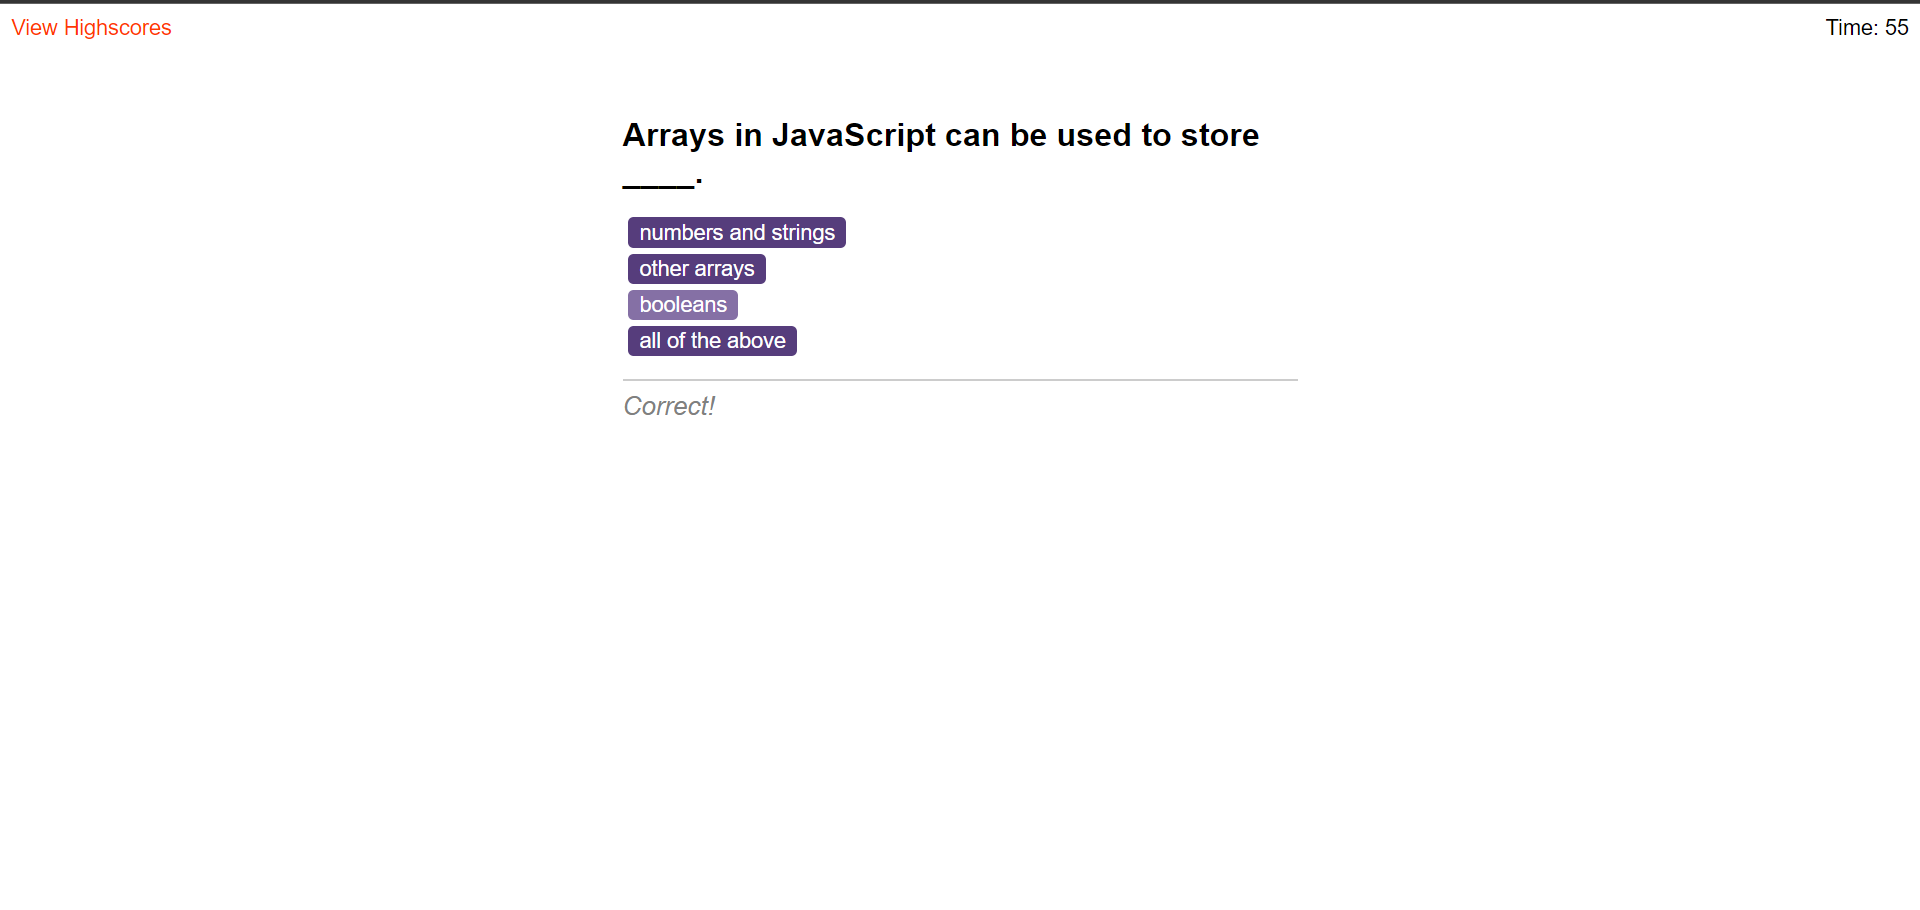 View Highscores
Time: 55
Arrays in JavaScript can be used to store
____.
numbers and strings
other arrays
booleans
all of the above
Correct!